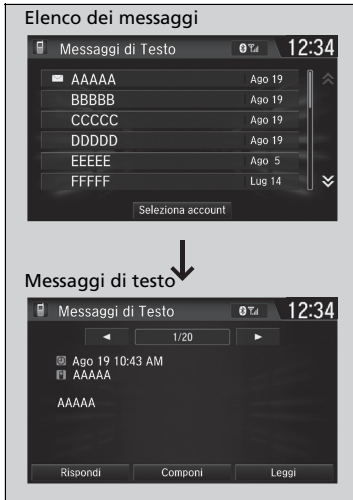 Elenco dei messaggi
Messaggi di Testo 12:34
AAAAA Ago 19
BBBBB Ago 19
CCCCC Ago 19
DDDDD Ago 19
EEEEE Ago 5
FFFFF Lug 14
Seleziona account
Messaggi di testo
Messaggi di Testo 12:34
1/20
Ago 19 10:43 AM
AAAAA
AAAAA
Rispondi Componi Leggi